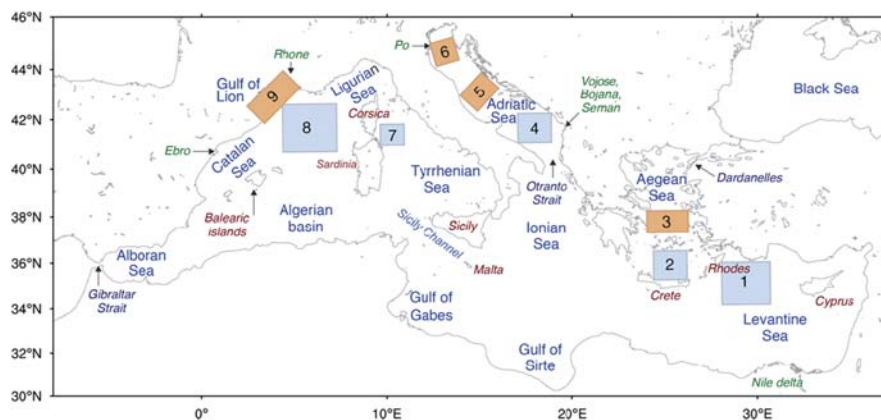 46°N
44°N
42°N
40°N
38°N
36°N
34°N
32°N
30°N
0°
10°E
20°E
30°E
Rhone
Gulf of
Lion
9
Ligurian
Sea
Po
6
5
Adriatic
Sea
Vojose,
Bojana,
Seman
Black Sea
Corsica
8
7
4
Ebro
Catalan
Sea
Sardinia
Tyrrhenian
Sea
Otranto
Strait
Aegean
Sea
Dardanelles
Balearic
islands
Algerian
basin
Sicily Channel
Sicily
Ionian
Sea
3
Alboran
Sea
Gibraltar
Strait
Malta
2
Crete
Rhodes
1
Cyprus
Gulf of
Gabes
Levantine
Sea
Gulf of
Sirte
Nile delta